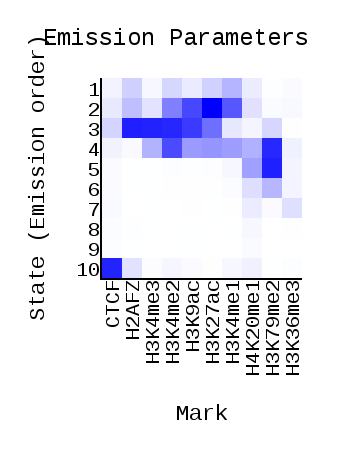 Emission Parameters
State (Emission order)
1
2
3
4
5
6
7
8
9
10
CTCF
H2AFZ
H3K4me3
H3K4me2
H3K9ac
H3K27ac
H3K4me1
H4K20me1
H3K79me2
H3K36me3
Mark